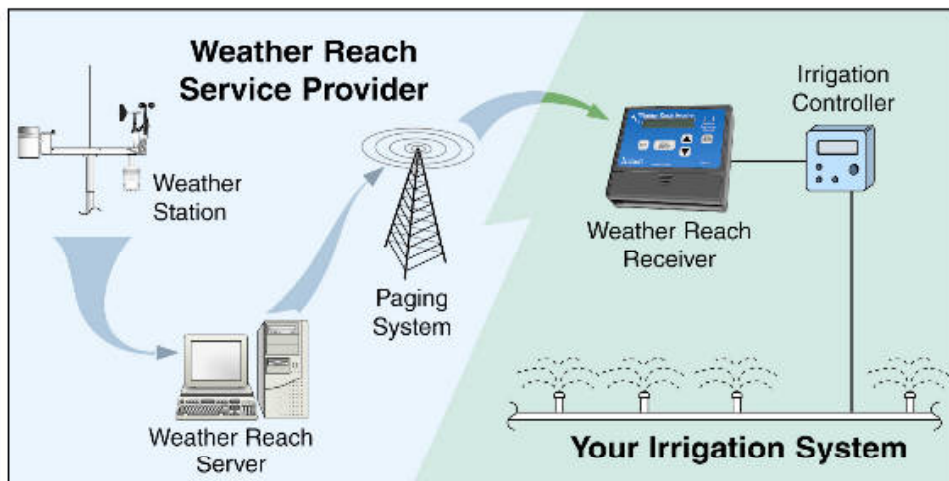 Weather Reach
Service Provider
Irrigation
Controller
Weather
Station
Weather Reach
Receiver
Paging
System
Weather Reach
Server
Your Irrigation System